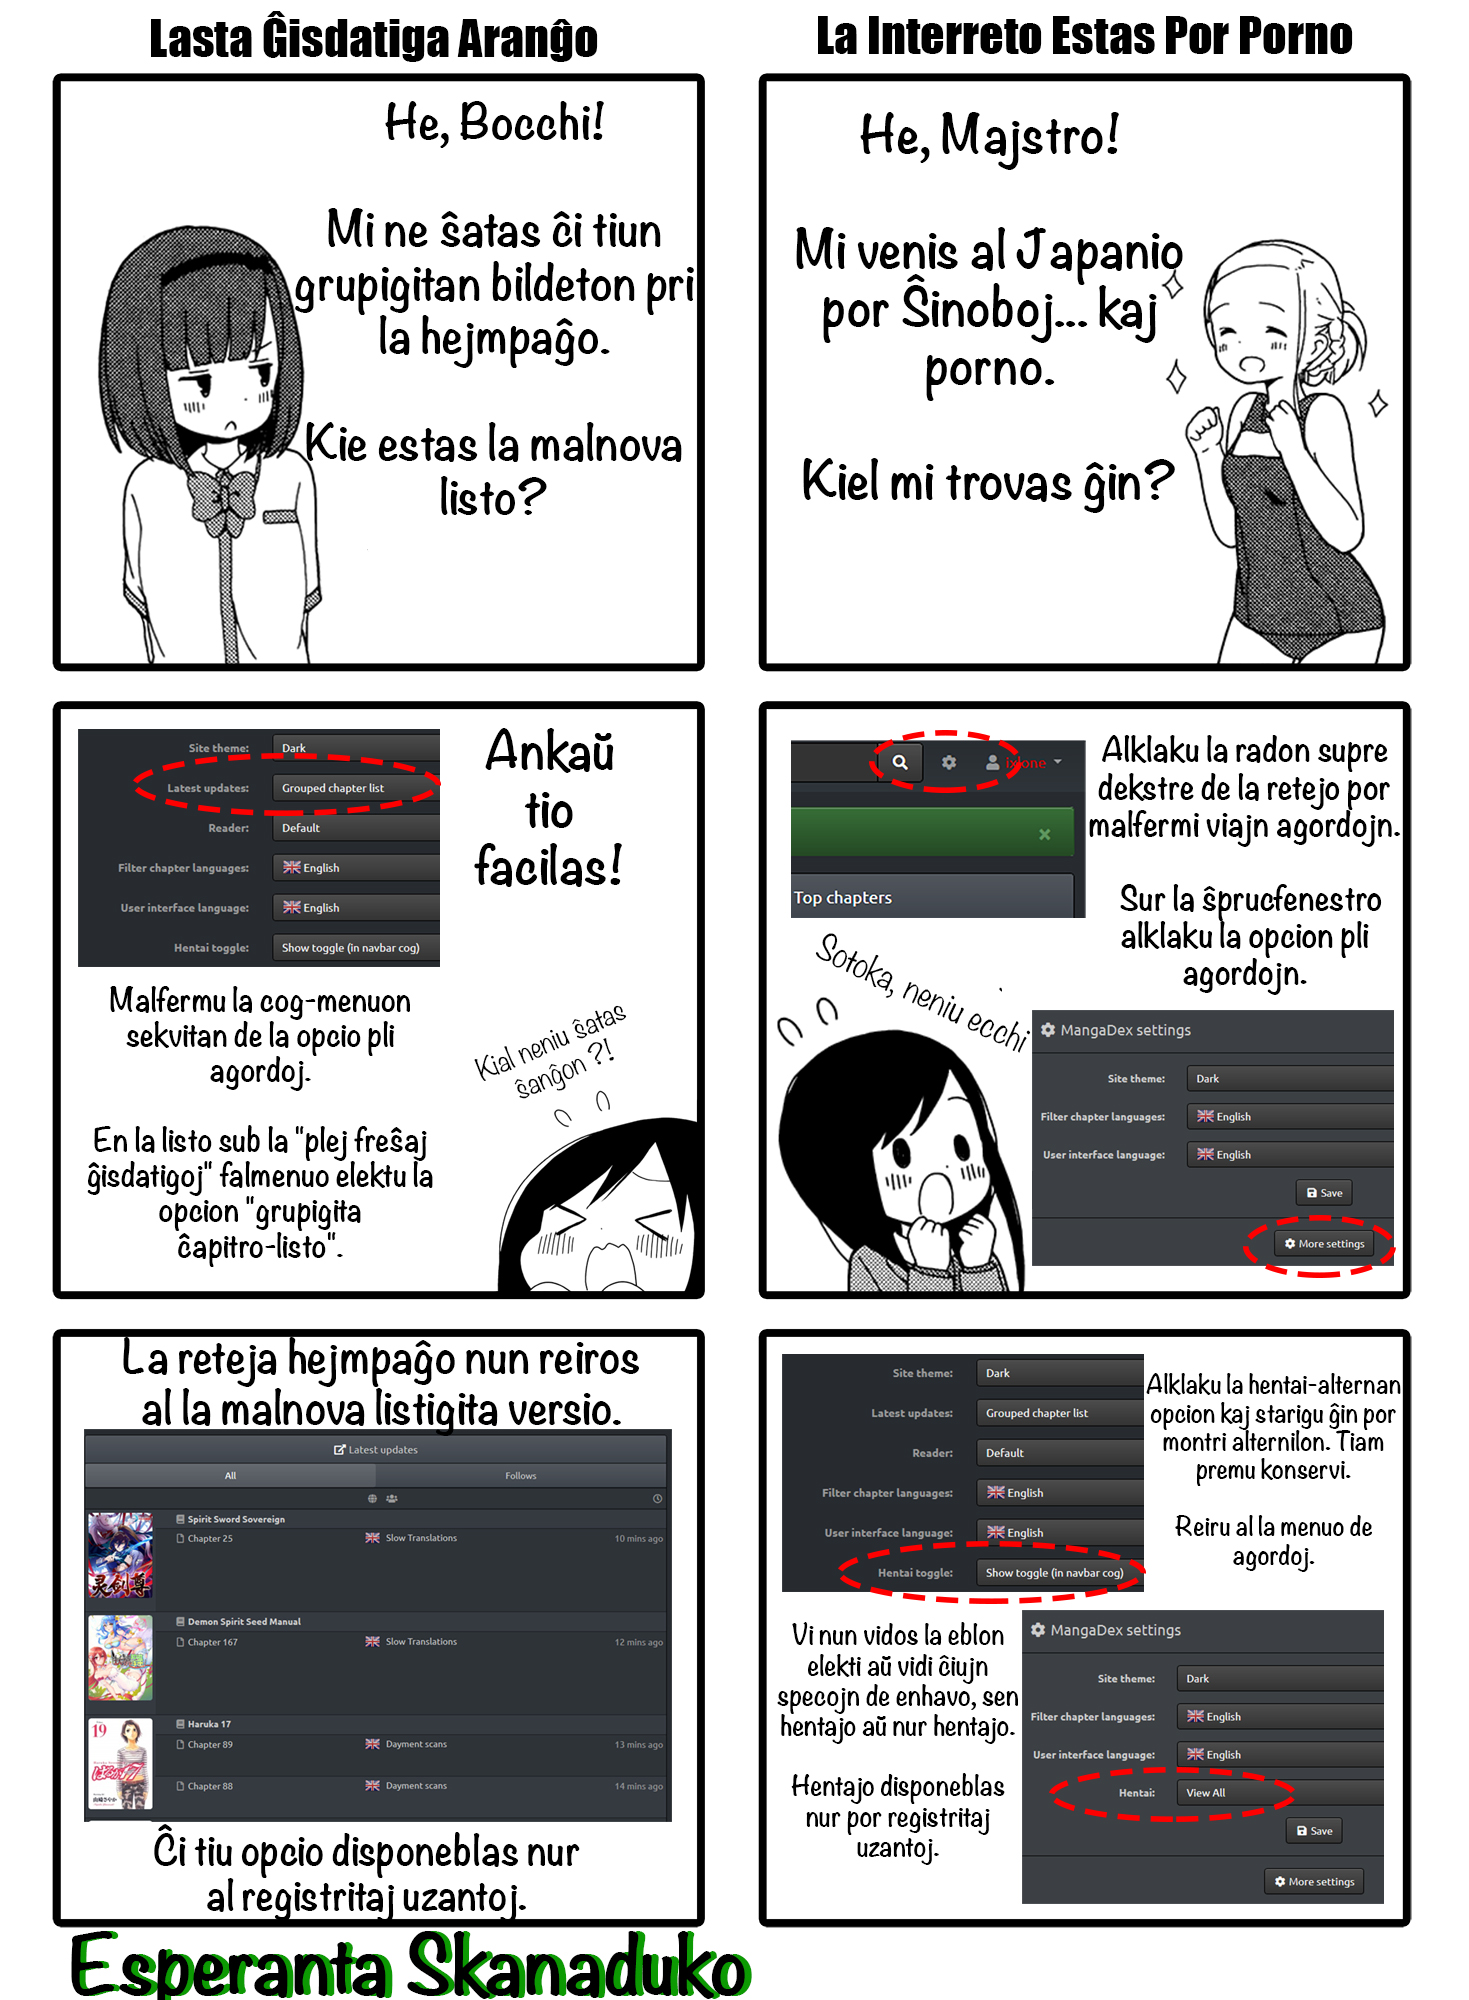 Lasta Ĝisdatiga Aranĝo
He, Bocchi!
Mi ne ŝatas ĉi tiun
grupigitan bildeton pri
la hejmpaĝo.
Kie estas la malnova
listo?
Site theme: Dark
Latest updates: Grouped chapter list
Reader: Default
Filter chapter languages: English
User interface language: English
Hentai toggle: Show toggle (in navbar cog)
Ankaŭ
tio
facilas!
Malfermu la cog-menuon
sekvitan de la opcio pli
agordoj.
En la listo sub la "plej freŝaj
ĝisdatigoj" falmenuo elektu la
opcion "grupigita
ĉapitro-listo".
Kial neniu ŝatas
ŝanĝon ?!
La reteja hejmpaĝo nun reiros
al la malnova listigita versio.
Latest updates
All Follows
Spirit Sword Sovereign
Chapter 25 Slow Translations 10 mins ago
灵剑尊
Demon Spirit Seed Manual
Chapter 167 Slow Translations 12 mins ago
19
Haruka 17
Chapter 89 Dayment scans 13 mins ago
はるか17
Chapter 88 Dayment scans 14 mins ago
山崎さやか
Ĉi tiu opcio disponeblas nur
al registritaj uzantoj.
La Interreto Estas Por Porno
He, Majstro!
Mi venis al Japanio
por Ŝinoboj... kaj
porno.
Kiel mi trovas ĝin?
ixlone
Top chapters
Alklaku la radon supre
dekstre de la retejo por
malfermi viajn agordojn.
Sur la ŝprucfenestro
alklaku la opcion pli
agordojn.
Sotoka, neniu ecchi
MangaDex settings
Site theme: Dark
Filter chapter languages: English
User interface language: English
Save
More settings
Site theme: Dark
Latest updates: Grouped chapter list
Reader: Default
Filter chapter languages: English
User interface language: English
Hentai toggle: Show toggle (in navbar cog)
Alklaku la hentai-alternan
opcion kaj starigu ĝin por
montri alternilon. Tiam
premu konservi.
Reiru al la menuo de
agordoj.
Vi nun vidos la eblon
elekti aŭ vidi ĉiujn
specojn de enhavo, sen
hentajo aŭ nur hentajo.
Hentajo disponeblas
nur por registritaj
uzantoj.
MangaDex settings
Site theme: Dark
Filter chapter languages: English
User interface language: English
Hentai: View All
Save
More settings
Esperanta Skanaduko